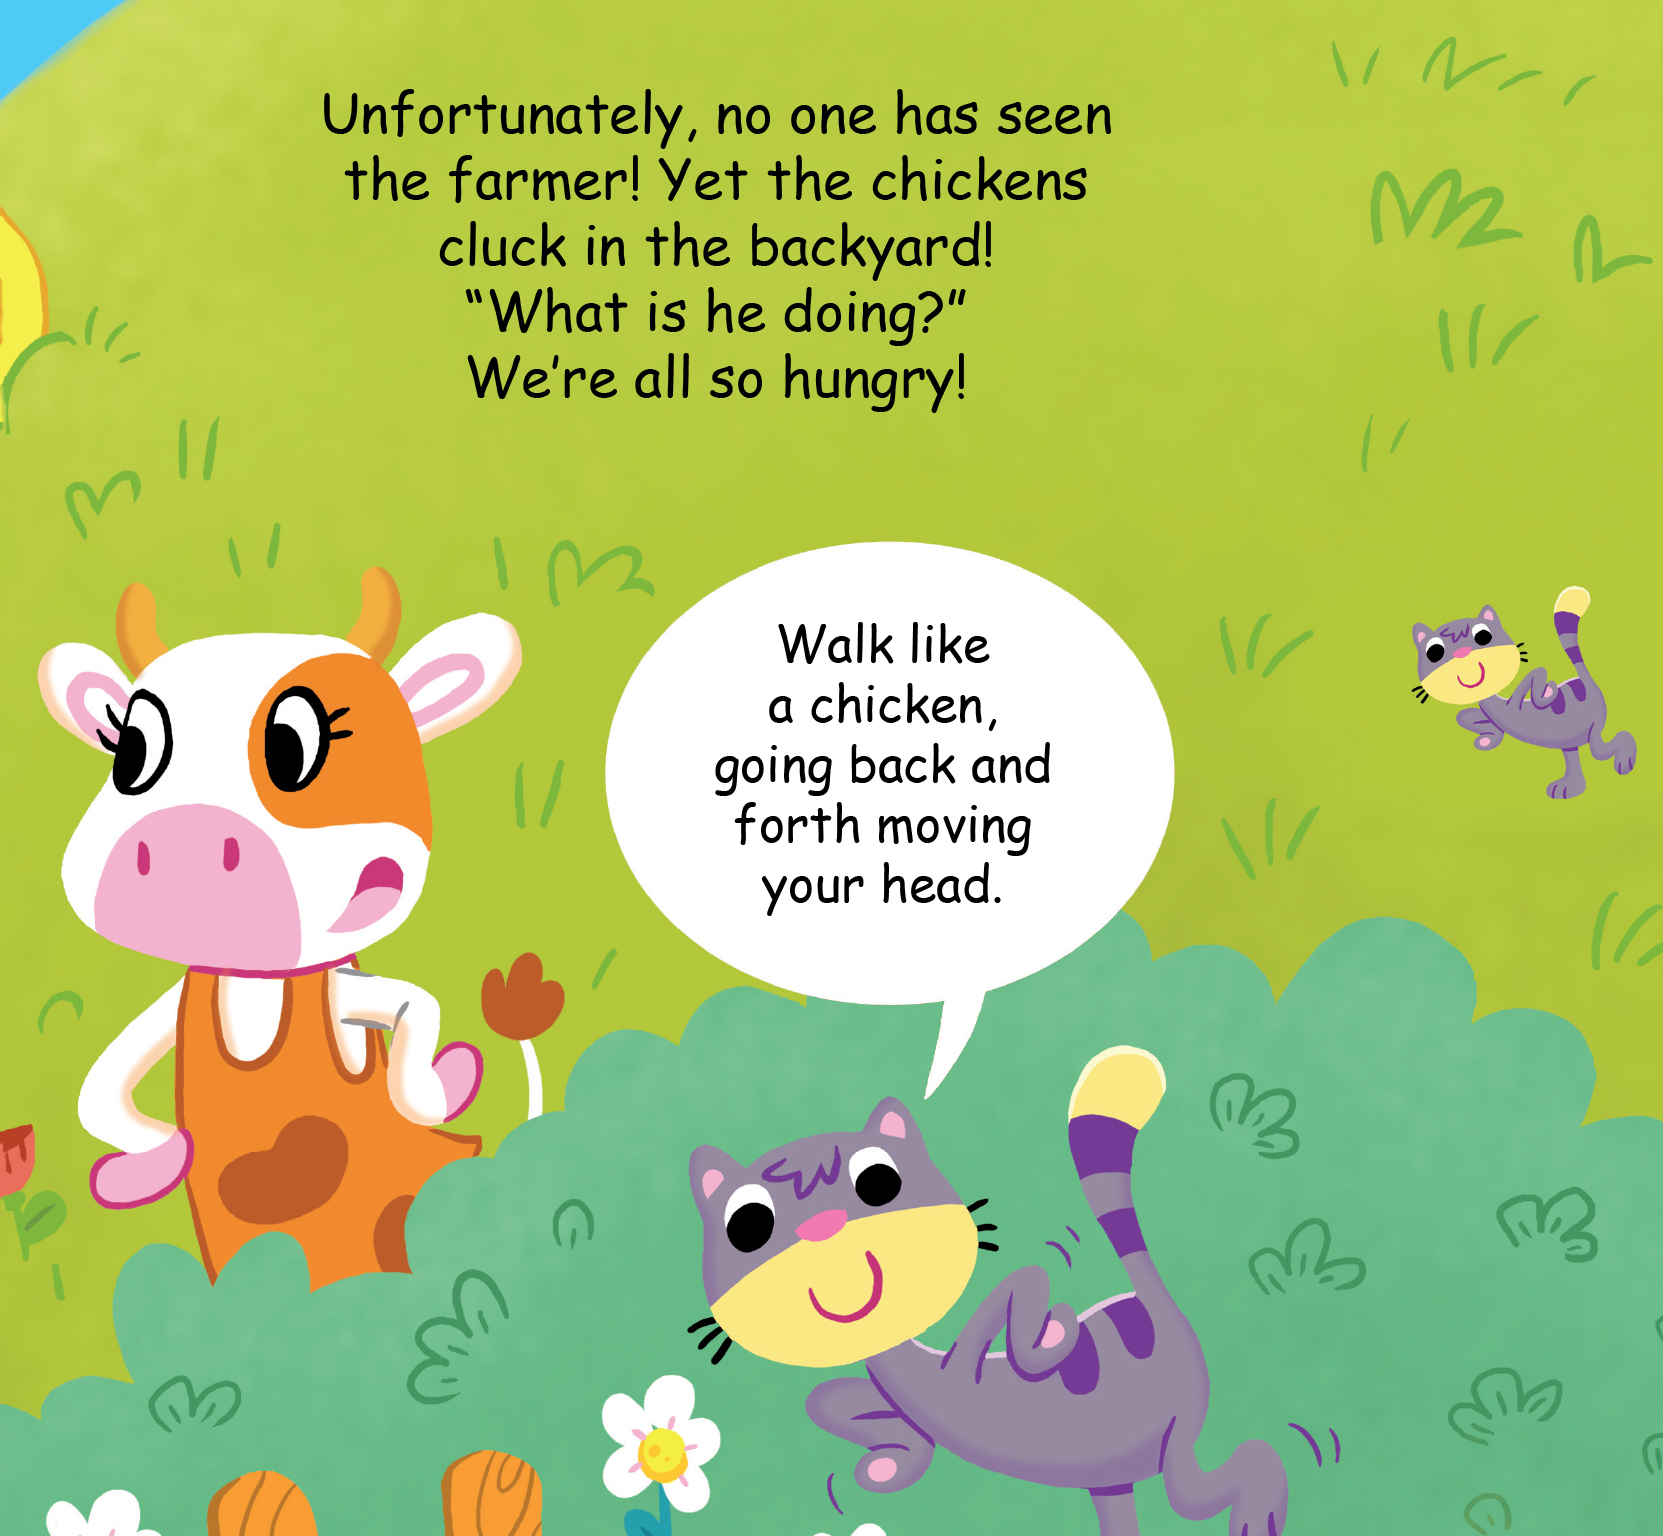 Unfortunately, no one has seen
the farmer! Yet the chickens
cluck in the backyard!
“What is he doing?”
We’re all so hungry!
Walk like
a chicken,
going back and
forth moving
your head.